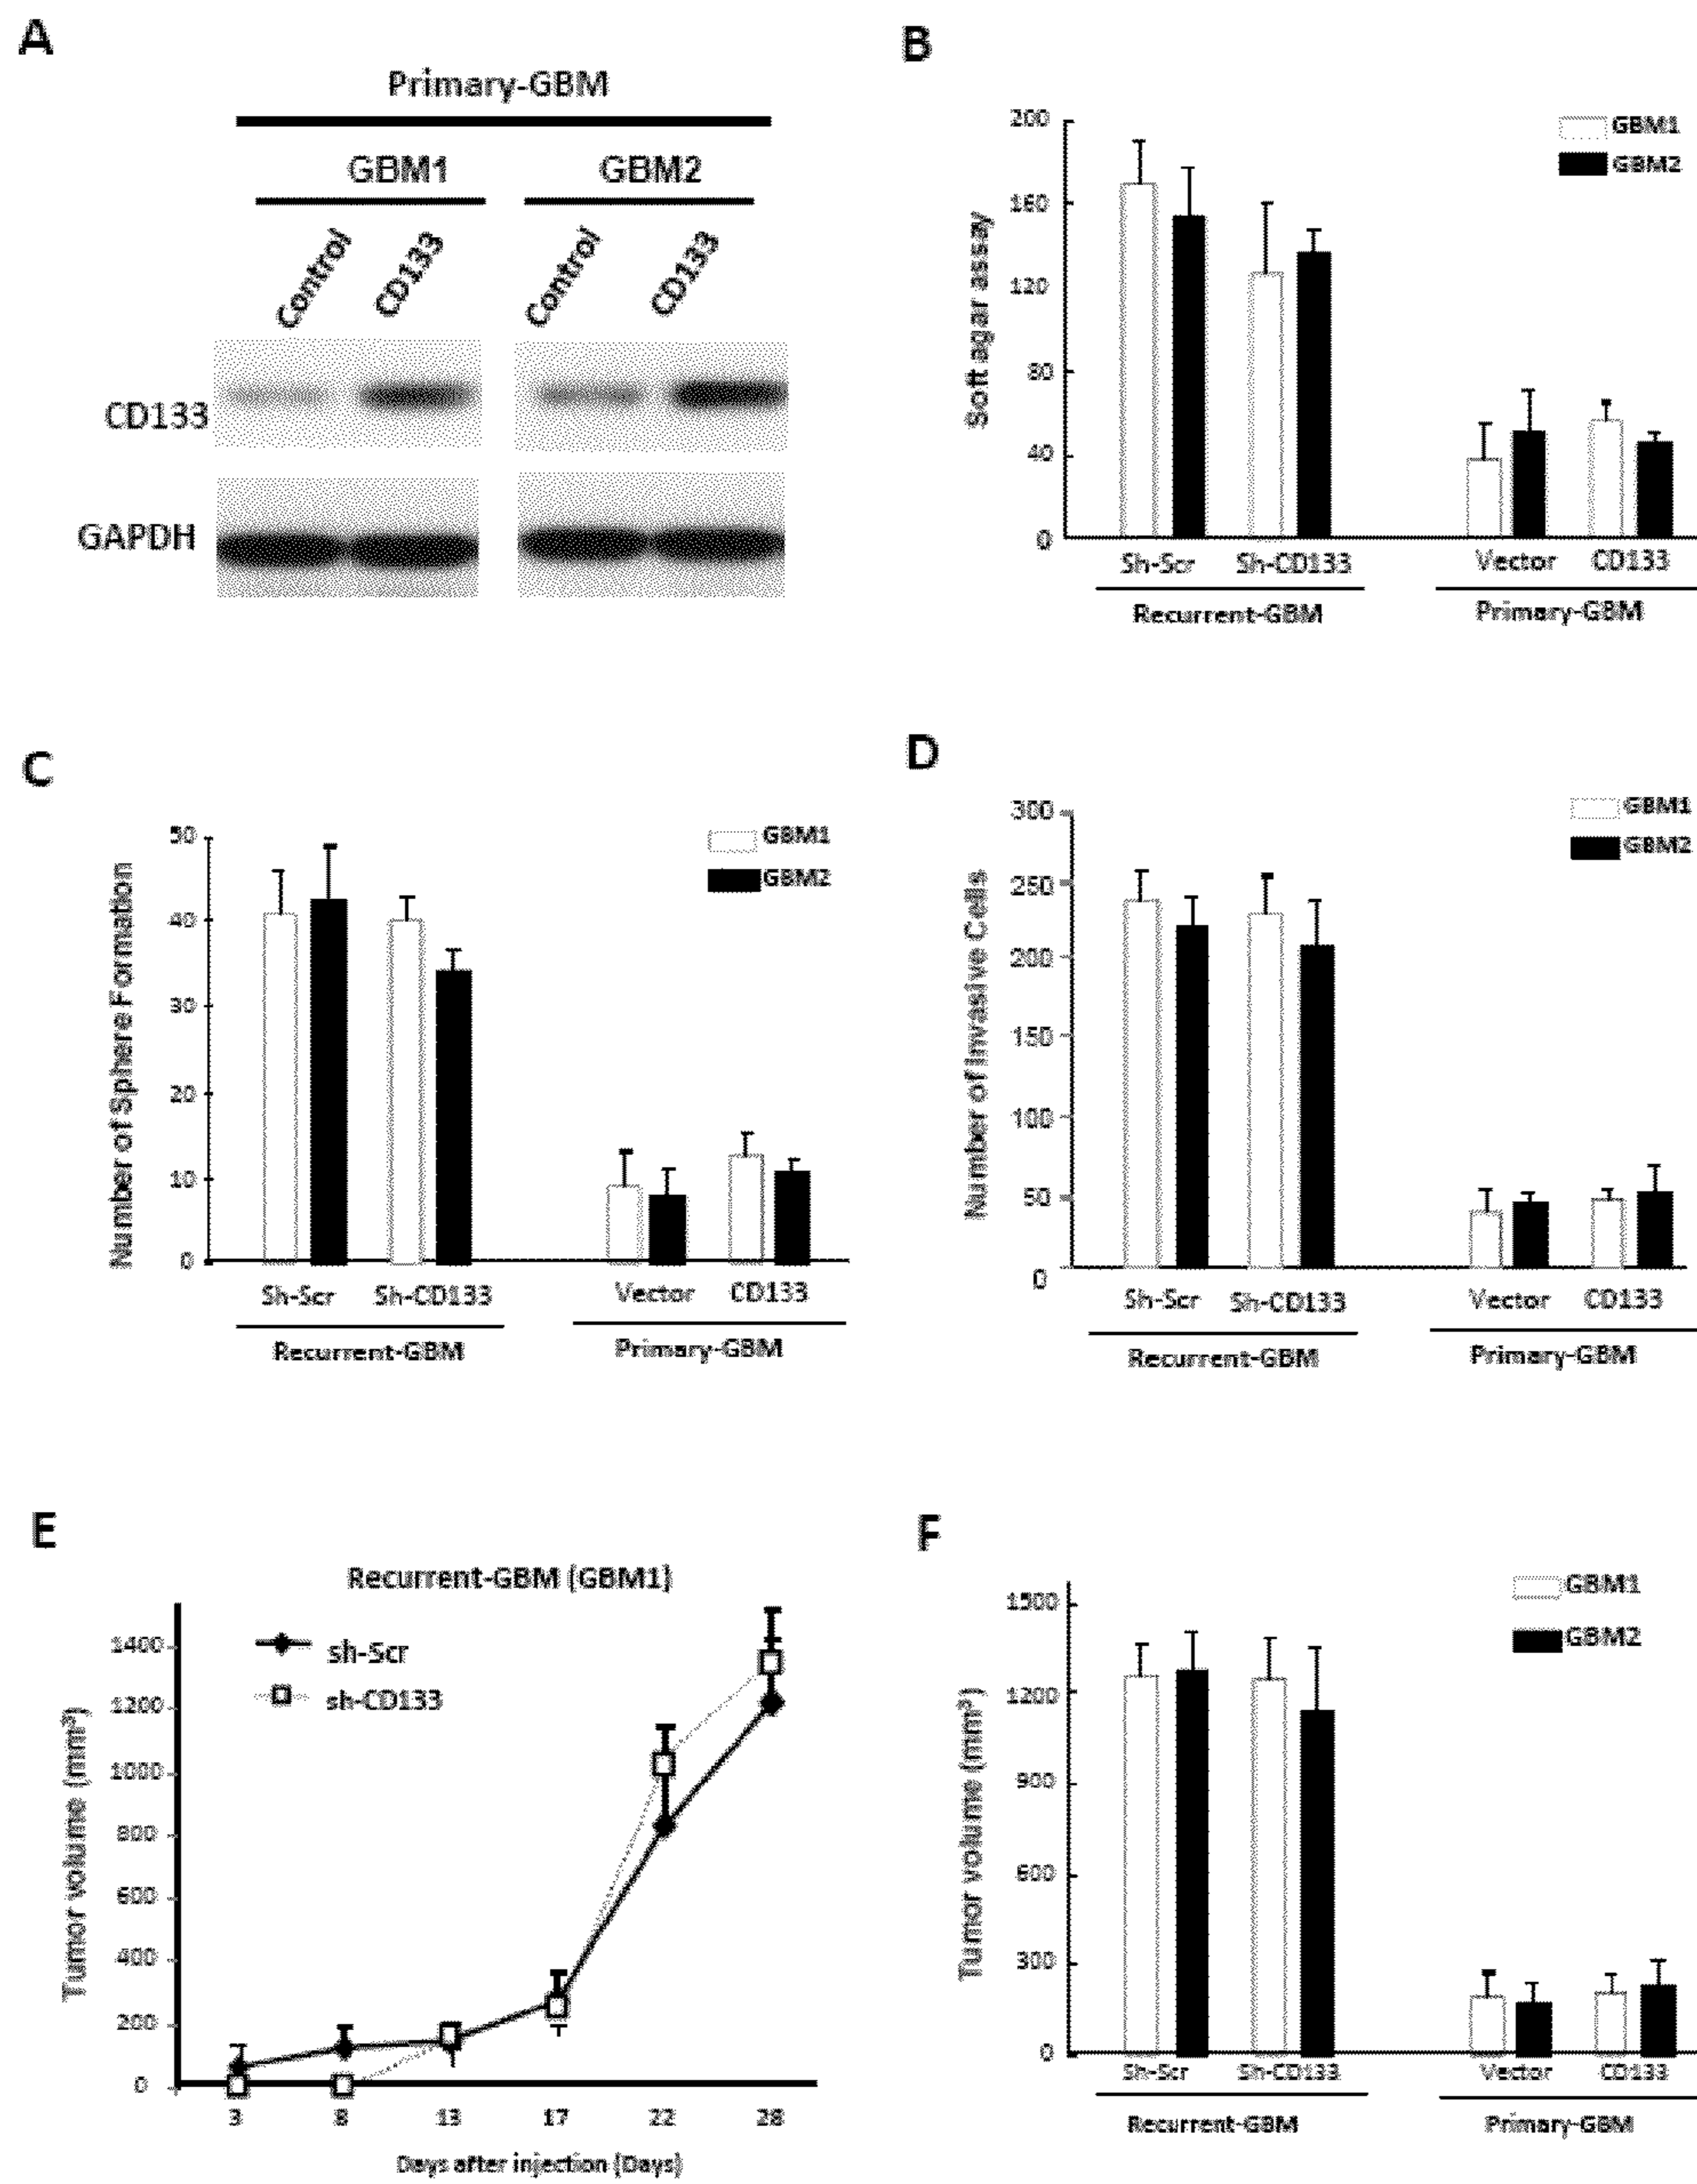 A
Primary-GBM
GBM1
GBM2
Control
CD133
Control
CD133
CD133
GAPDH
B
200
160
120
80
40
0
Soft agar assay
GBM1
GBM2
Sh-Scr
Sh-CD133
Vector
CD133
Recurrent-GBM
Primary-GBM
C
50
40
30
20
10
0
Number of Sphere Formation
GBM1
GBM2
Sh-Scr
Sh-CD133
Vector
CD133
Recurrent-GBM
Primary-GBM
D
300
250
200
150
100
50
0
Number of Invasive Cells
GBM1
GBM2
Sh-Scr
Sh-CD133
Vector
CD133
Recurrent-GBM
Primary-GBM
E
Recurrent-GBM (GBM1)
sh-Scr
sh-CD133
1400
1200
1000
800
600
400
200
0
Tumor volume (mm³)
3
8
13
17
22
28
Days after injection (Days)
F
1500
1200
900
600
300
0
Tumor volume (mm³)
GBM1
GBM2
Sh-Scr
Sh-CD133
Vector
CD133
Recurrent-GBM
Primary-GBM